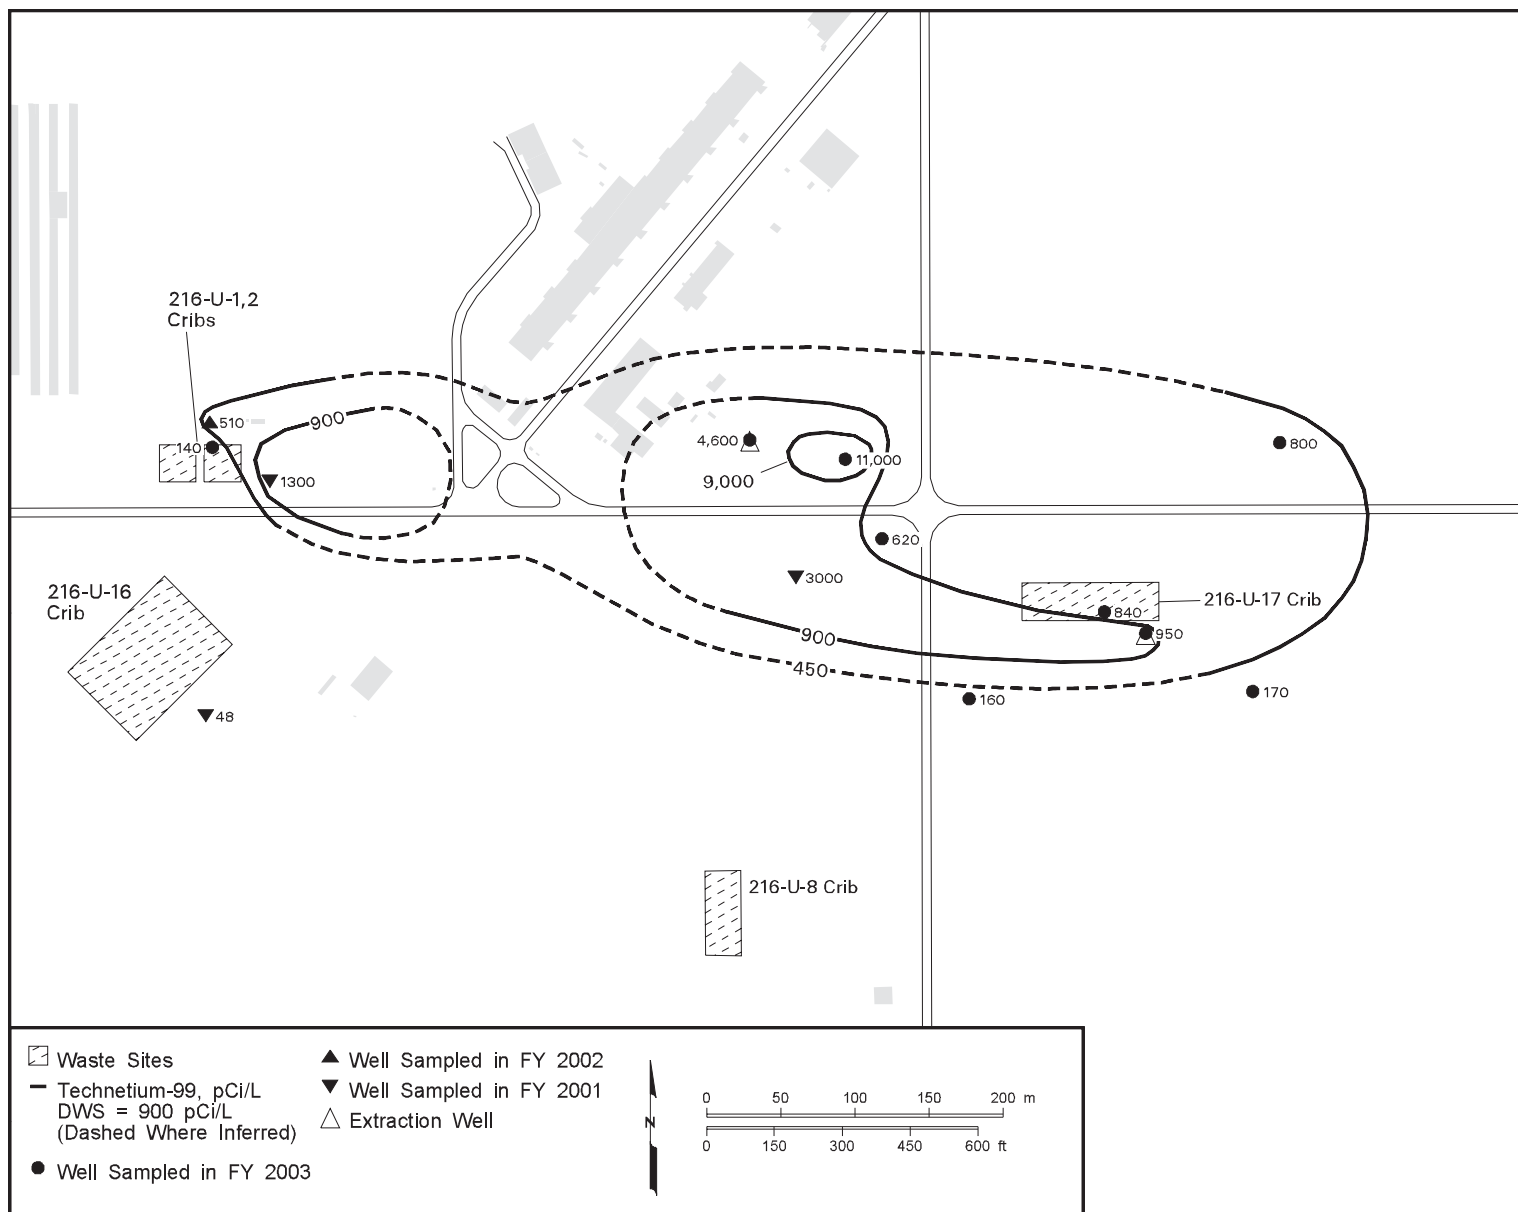 216-U-1,2
Cribs
510
140
900
1300
4,600
11,000
9,000
800
620
3000
216-U-16
Crib
216-U-17 Crib
840
950
900
450
160
170
48
216-U-8 Crib
Waste Sites
Technetium-99, pCi/L
DWS = 900 pCi/L
(Dashed Where Inferred)
Well Sampled in FY 2003
Well Sampled in FY 2002
Well Sampled in FY 2001
Extraction Well
N
0 50 100 150 200 m
0 150 300 450 600 ft